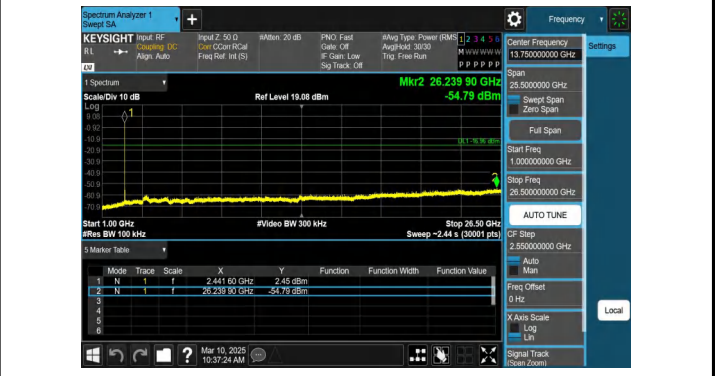 Spectrum Analyzer 1
Swept SA
Frequency
KEYSIGHT
Input: RF
Input Z: 50 Ω
#Atten: 20 dB
PNO: Fast
#Avg Type: Power (RMS
1 2 3 4 5 6
R L
Coupling: DC
Corr CCorr RCal
Gate: Off
Avg|Hold: 30/30
M W W W W W
Align: Auto
Freq Ref: Int (S)
IF Gain: Low
Trig: Free Run
P P P P P P
LXI
Sig Track: Off
1 Spectrum
Mkr2 26.239 90 GHz
Scale/Div 10 dB
Ref Level 19.08 dBm
-54.79 dBm
Log
9.08
-0.92
-10.9
-20.9
-30.9
-40.9
-50.9
-60.9
-70.9
1
2
Start 1.00 GHz
#Video BW 300 kHz
Stop 26.50 GHz
#Res BW 100 kHz
Sweep ~2.44 s (30001 pts)
5 Marker Table
Mode Trace Scale X Y Function Function Width Function Value
1 N 1 f 2.441 60 GHz 2.45 dBm
2 N 1 f 26.239 90 GHz -54.79 dBm
3
4
5
6
Center Frequency
13.750000000 GHz
Settings
Span
25.5000000 GHz
Swept Span
Zero Span
Full Span
Start Freq
1.000000000 GHz
Stop Freq
26.500000000 GHz
AUTO TUNE
CF Step
2.550000000 GHz
Auto
Man
Freq Offset
0 Hz
X Axis Scale
Log
Lin
Local
Signal Track
(Span Zoom)
?
Mar 10, 2025
10:37:24 AM